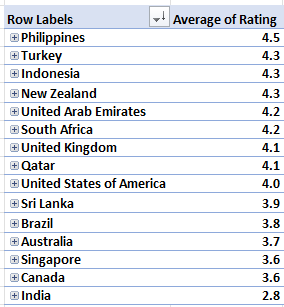 Row Labels Average of Rating
Philippines 4.5
Turkey 4.3
Indonesia 4.3
New Zealand 4.3
United Arab Emirates 4.2
South Africa 4.2
United Kingdom 4.1
Qatar 4.1
United States of America 4.0
Sri Lanka 3.9
Brazil 3.8
Australia 3.7
Singapore 3.6
Canada 3.6
India 2.8